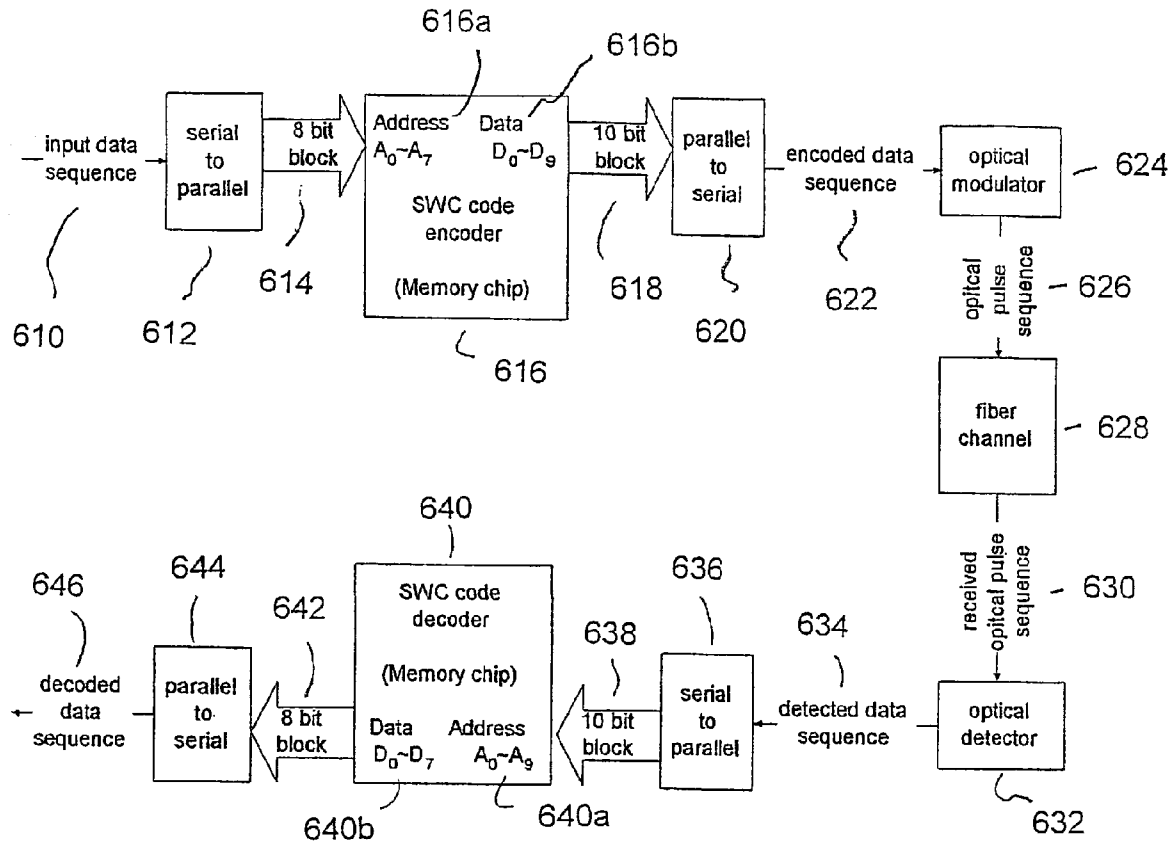 616a
616b
input data
sequence
serial
to
parallel
8 bit
block
Address
A0~A7
Data
D0~D9
SWC code
encoder
(Memory chip)
10 bit
block
parallel
to
serial
encoded data
sequence
optical
modulator
624
610
612
614
616
618
620
622
opitcal
pulse
sequence
626
fiber
channel
628
received
opitcal pulse
sequence
630
640
646
644
642
636
638
634
decoded
data
sequence
parallel
to
serial
8 bit
block
SWC code
decoder
(Memory chip)
Data
D0~D7
Address
A0~A9
10 bit
block
serial
to
parallel
detected data
sequence
optical
detector
640b
640a
632